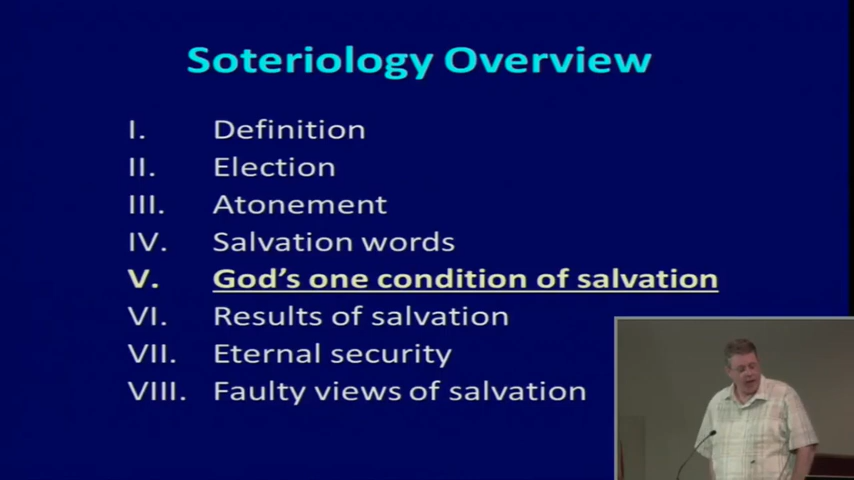 Soteriology Overview
I. Definition
II. Election
III. Atonement
IV. Salvation words
V. God's one condition of salvation
VI. Results of salvation
VII. Eternal security
VIII. Faulty views of salvation